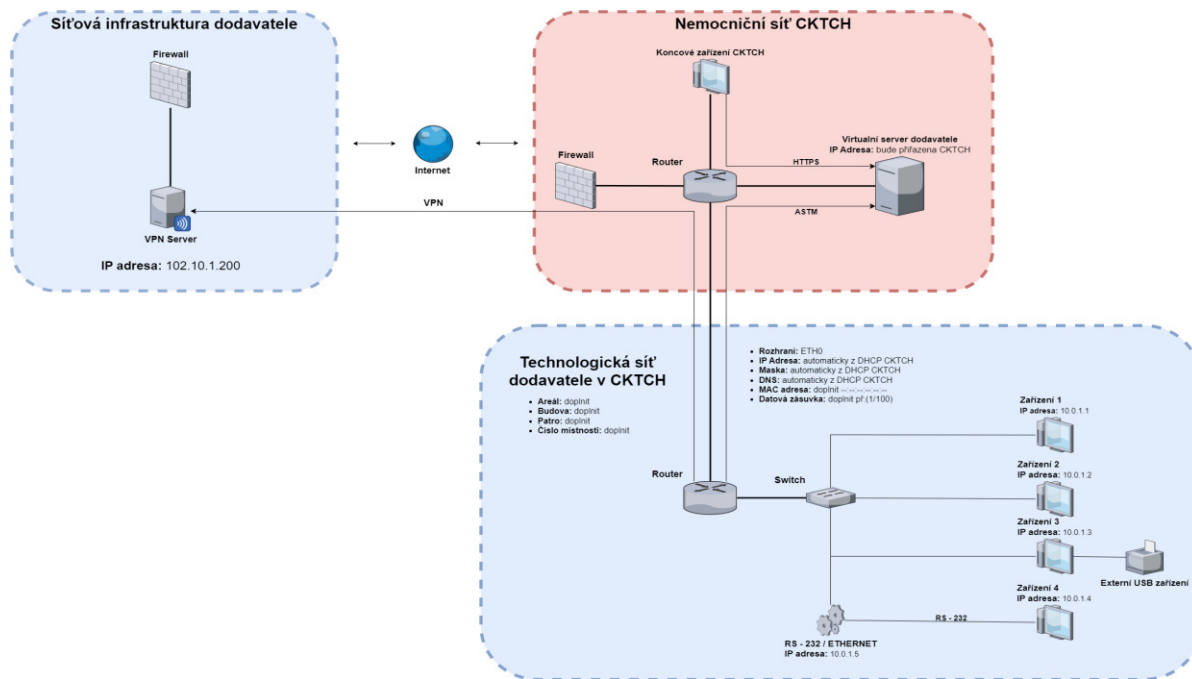 Síťová infrastruktura dodavatele
Firewall
VPN Server
IP adresa: 102.10.1.200
Internet
VPN
Nemocniční síť CKTCH
Koncové zařízení CKTCH
Firewall
Router
HTTPS
ASTM
Virtualní server dodavatele
IP Adresa: bude přiřazena CKTCH
Technologická síť
dodavatele v CKTCH
• Areál: doplnit
• Budova: doplnit
• Patro: doplnit
• Číslo místnosti: doplnit
• Rozhraní: ETH0
• IP Adresa: automaticky z DHCP CKTCH
• Maska: automaticky z DHCP CKTCH
• DNS: automaticky z DHCP CKTCH
• MAC adresa: doplnit --:--:--:--:--:--
• Datová zásuvka: doplnit př.(1/100)
Router
Switch
Zařízení 1
IP adresa: 10.0.1.1
Zařízení 2
IP adresa: 10.0.1.2
Zařízení 3
IP adresa: 10.0.1.3
Externí USB zařízení
Zařízení 4
IP adresa: 10.0.1.4
RS - 232
RS - 232 / ETHERNET
IP adresa: 10.0.1.5